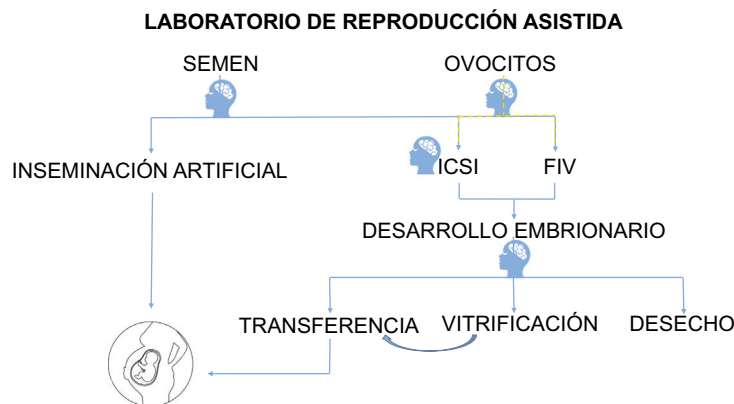 LABORATORIO DE REPRODUCCIÓN ASISTIDA
SEMEN
OVOCITOS
INSEMINACIÓN ARTIFICIAL
ICSI
FIV
DESARROLLO EMBRIONARIO
TRANSFERENCIA
VITRIFICACIÓN
DESECHO